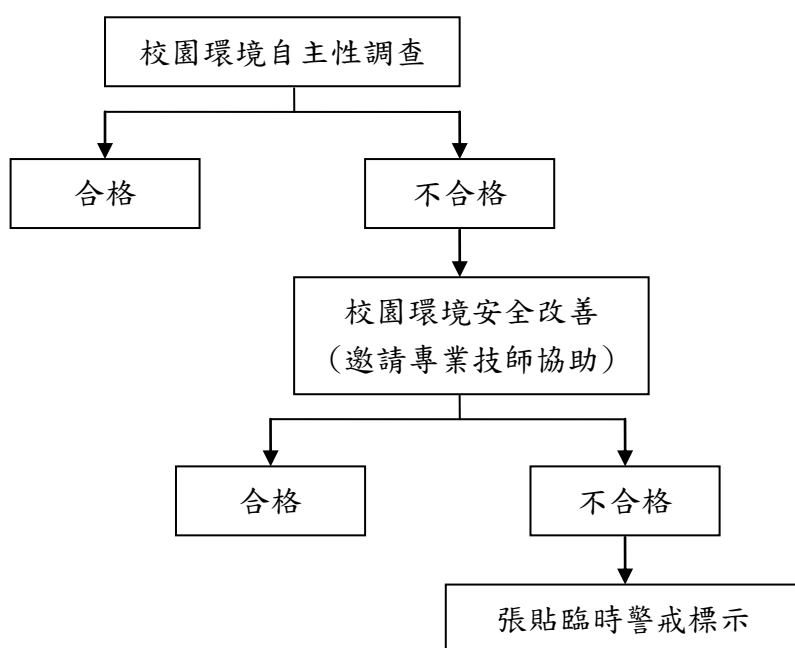 校園環境自主性調查
合格
不合格
校園環境安全改善
（邀請專業技師協助）
合格
不合格
張貼臨時警戒標示